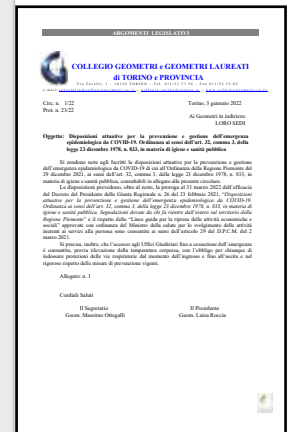 ARGOMENTI LEGISLATIVI
COLLEGIO GEOMETRI e GEOMETRI LAUREATI
di TORINO e PROVINCIA
Circ. n. 1/22
Prot. n. 23/22
Torino, 3 gennaio 2022
Ai Geometri in indirizzo
LORO SEDI
Oggetto: Disposizioni attuative per la prevenzione e gestione dell'emergenza
epidemiologica da COVID-19. Ordinanza ai sensi dell'art. 32, comma 3, della
legge 23 dicembre 1978, n. 833, in materia di igiene e sanità pubblica
Si rendono note agli Iscritti le disposizioni attuative per la prevenzione e gestione
dell'emergenza epidemiologica da COVID-19 di cui all'Ordinanza della Regione Piemonte del
29 dicembre 2021, ai sensi dell'art. 32, comma 3, della legge 23 dicembre 1978, n. 833, in
materia di igiene e sanità pubblica, consultabili in allegato alla presente circolare.
Le disposizioni prevedono, oltre al resto, la proroga al 31 marzo 2022 dell'efficacia
del Decreto del Presidente della Giunta Regionale n. 26 del 23 febbraio 2021, "Disposizioni
attuative per la prevenzione e gestione dell'emergenza epidemiologica da COVID-19.
Ordinanza ai sensi dell'art. 32, comma 3, della legge 23 dicembre 1978, n. 833, in materia di
igiene e sanità pubblica. Segnalazioni dovute da chi fa rientro dall'estero sul territorio della
Regione Piemonte" e il rispetto delle "Linee guida per la ripresa delle attività economiche e
sociali" approvate con ordinanza del Ministro della salute per lo svolgimento delle attività
inerenti ai servizi alla persona sono consentite ai sensi dell'articolo 29 del D.P.C.M. del 2
marzo 2021.
Si precisa, inoltre, che l'accesso agli Uffici Giudiziari fino a cessazione dell'emergenza
è consentito, previa rilevazione della temperatura corporea, con l'obbligo per chiunque di
indossare protezioni delle vie respiratorie dal momento dell'ingresso e fino all'uscita e nel
rigoroso rispetto delle misure di prevenzione vigenti.
Allegato: n. 1
Cordiali Saluti
Il Segretario
Geom. Massimo Ottogalli
Il Presidente
Geom. Luisa Roccia